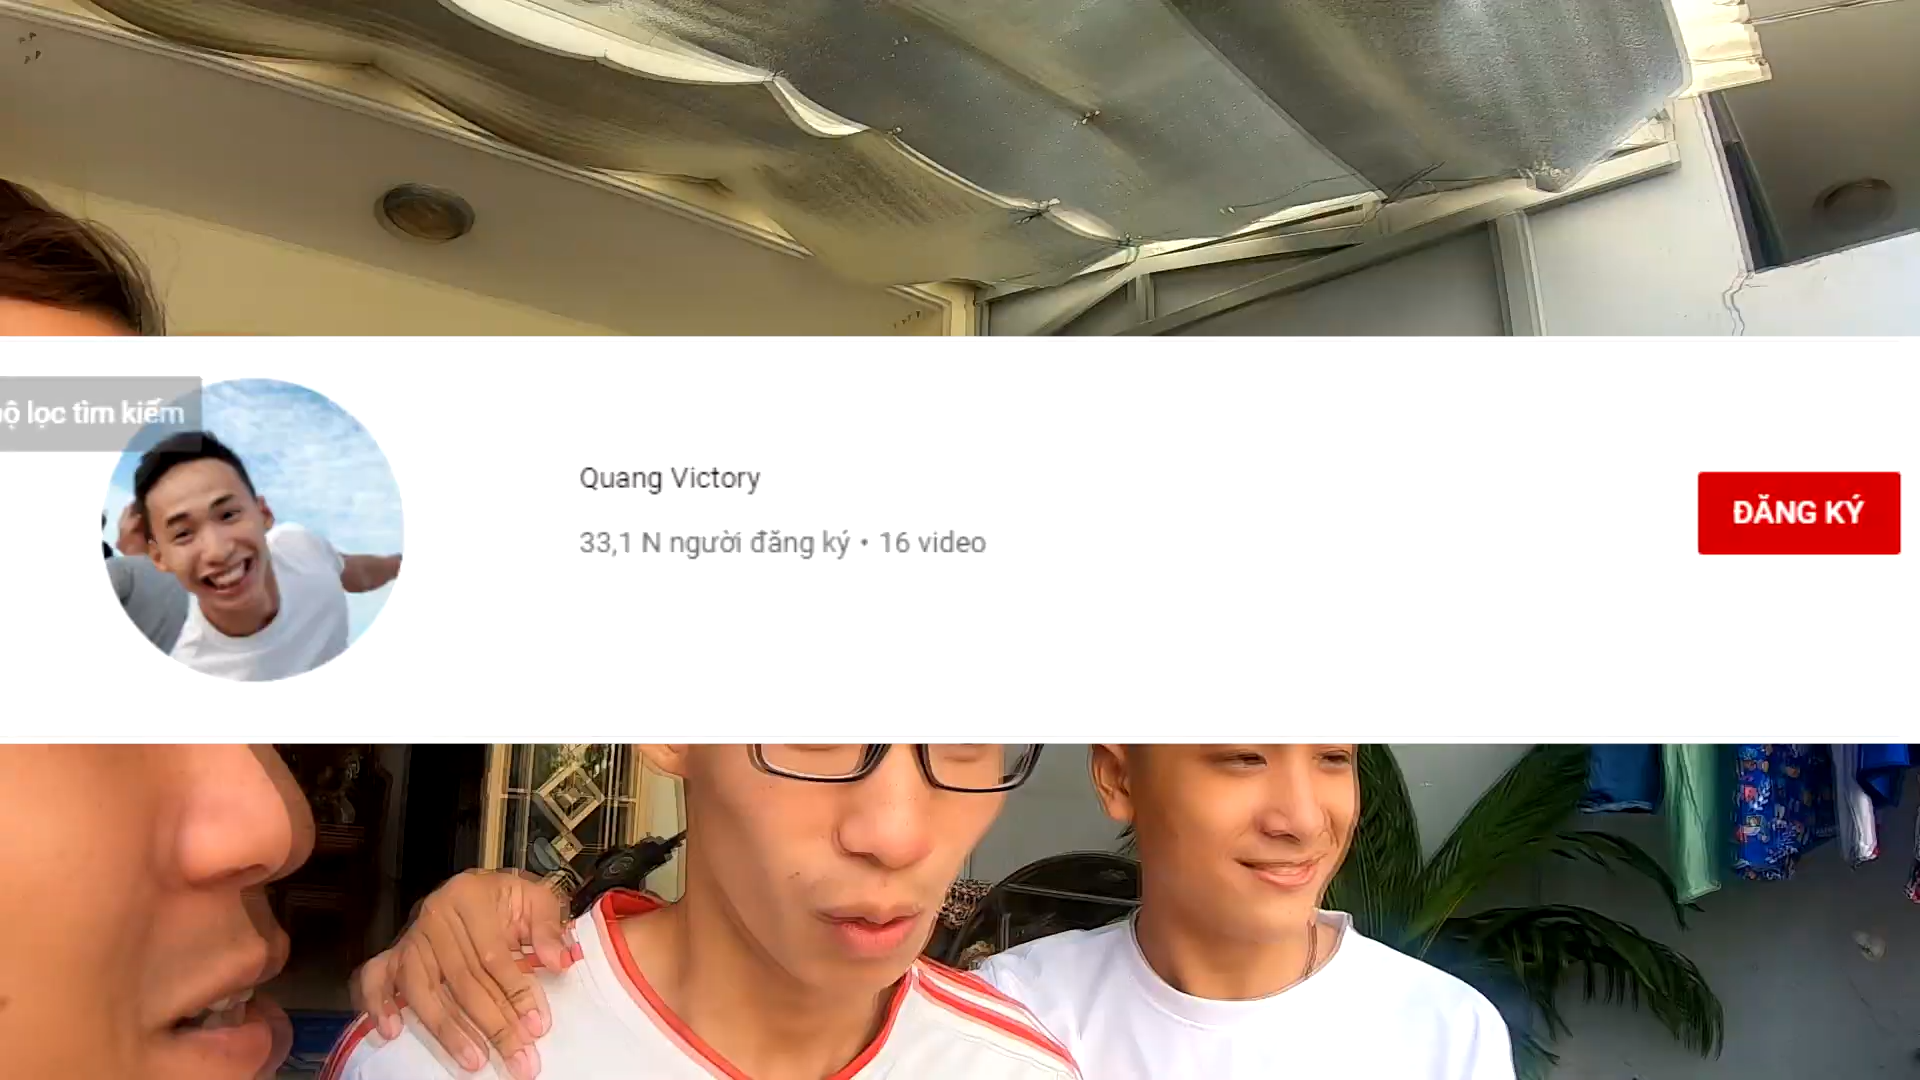 ộ lọc tìm kiếm
Quang Victory
33,1 N người đăng ký • 16 video
ĐĂNG KÝ